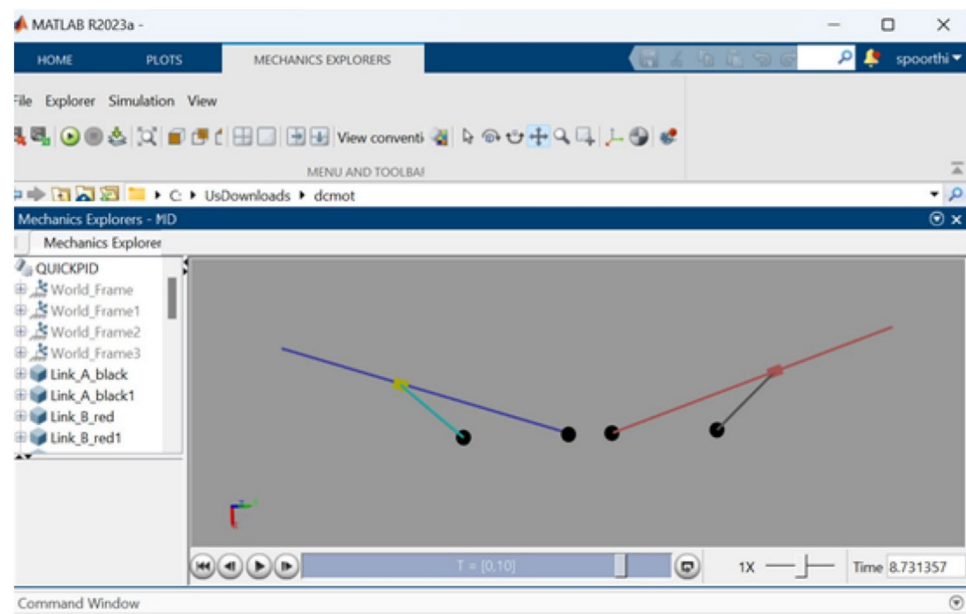 MATLAB R2023a -
HOME PLOTS MECHANICS EXPLORERS spoorthi
File Explorer Simulation View
View conventi
MENU AND TOOLBAF
C: UsDownloads dcmot
Mechanics Explorers - MD
Mechanics Explorer
QUICKPID
World_Frame
World_Frame1
World_Frame2
World_Frame3
Link_A_black
Link_A_black1
Link_B_red
Link_B_red1
T = [0,10] 1X Time 8.731357
Command Window